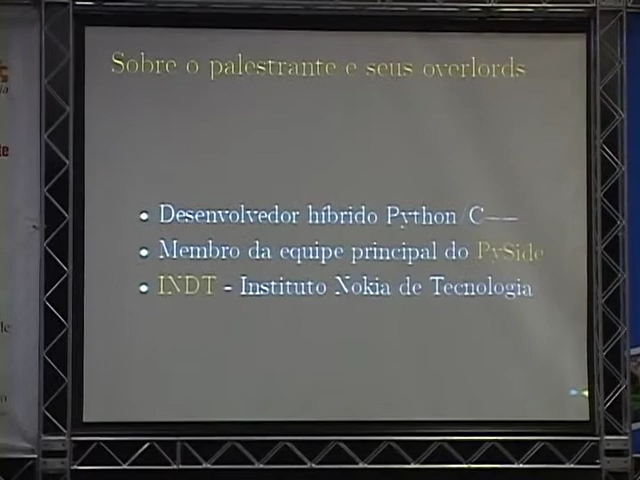 Sobre o palestrante e seus overlords
Desenvolvedor híbrido Python/C++
Membro da equipe principal do PySide
INDT - Instituto Nokia de Tecnologia